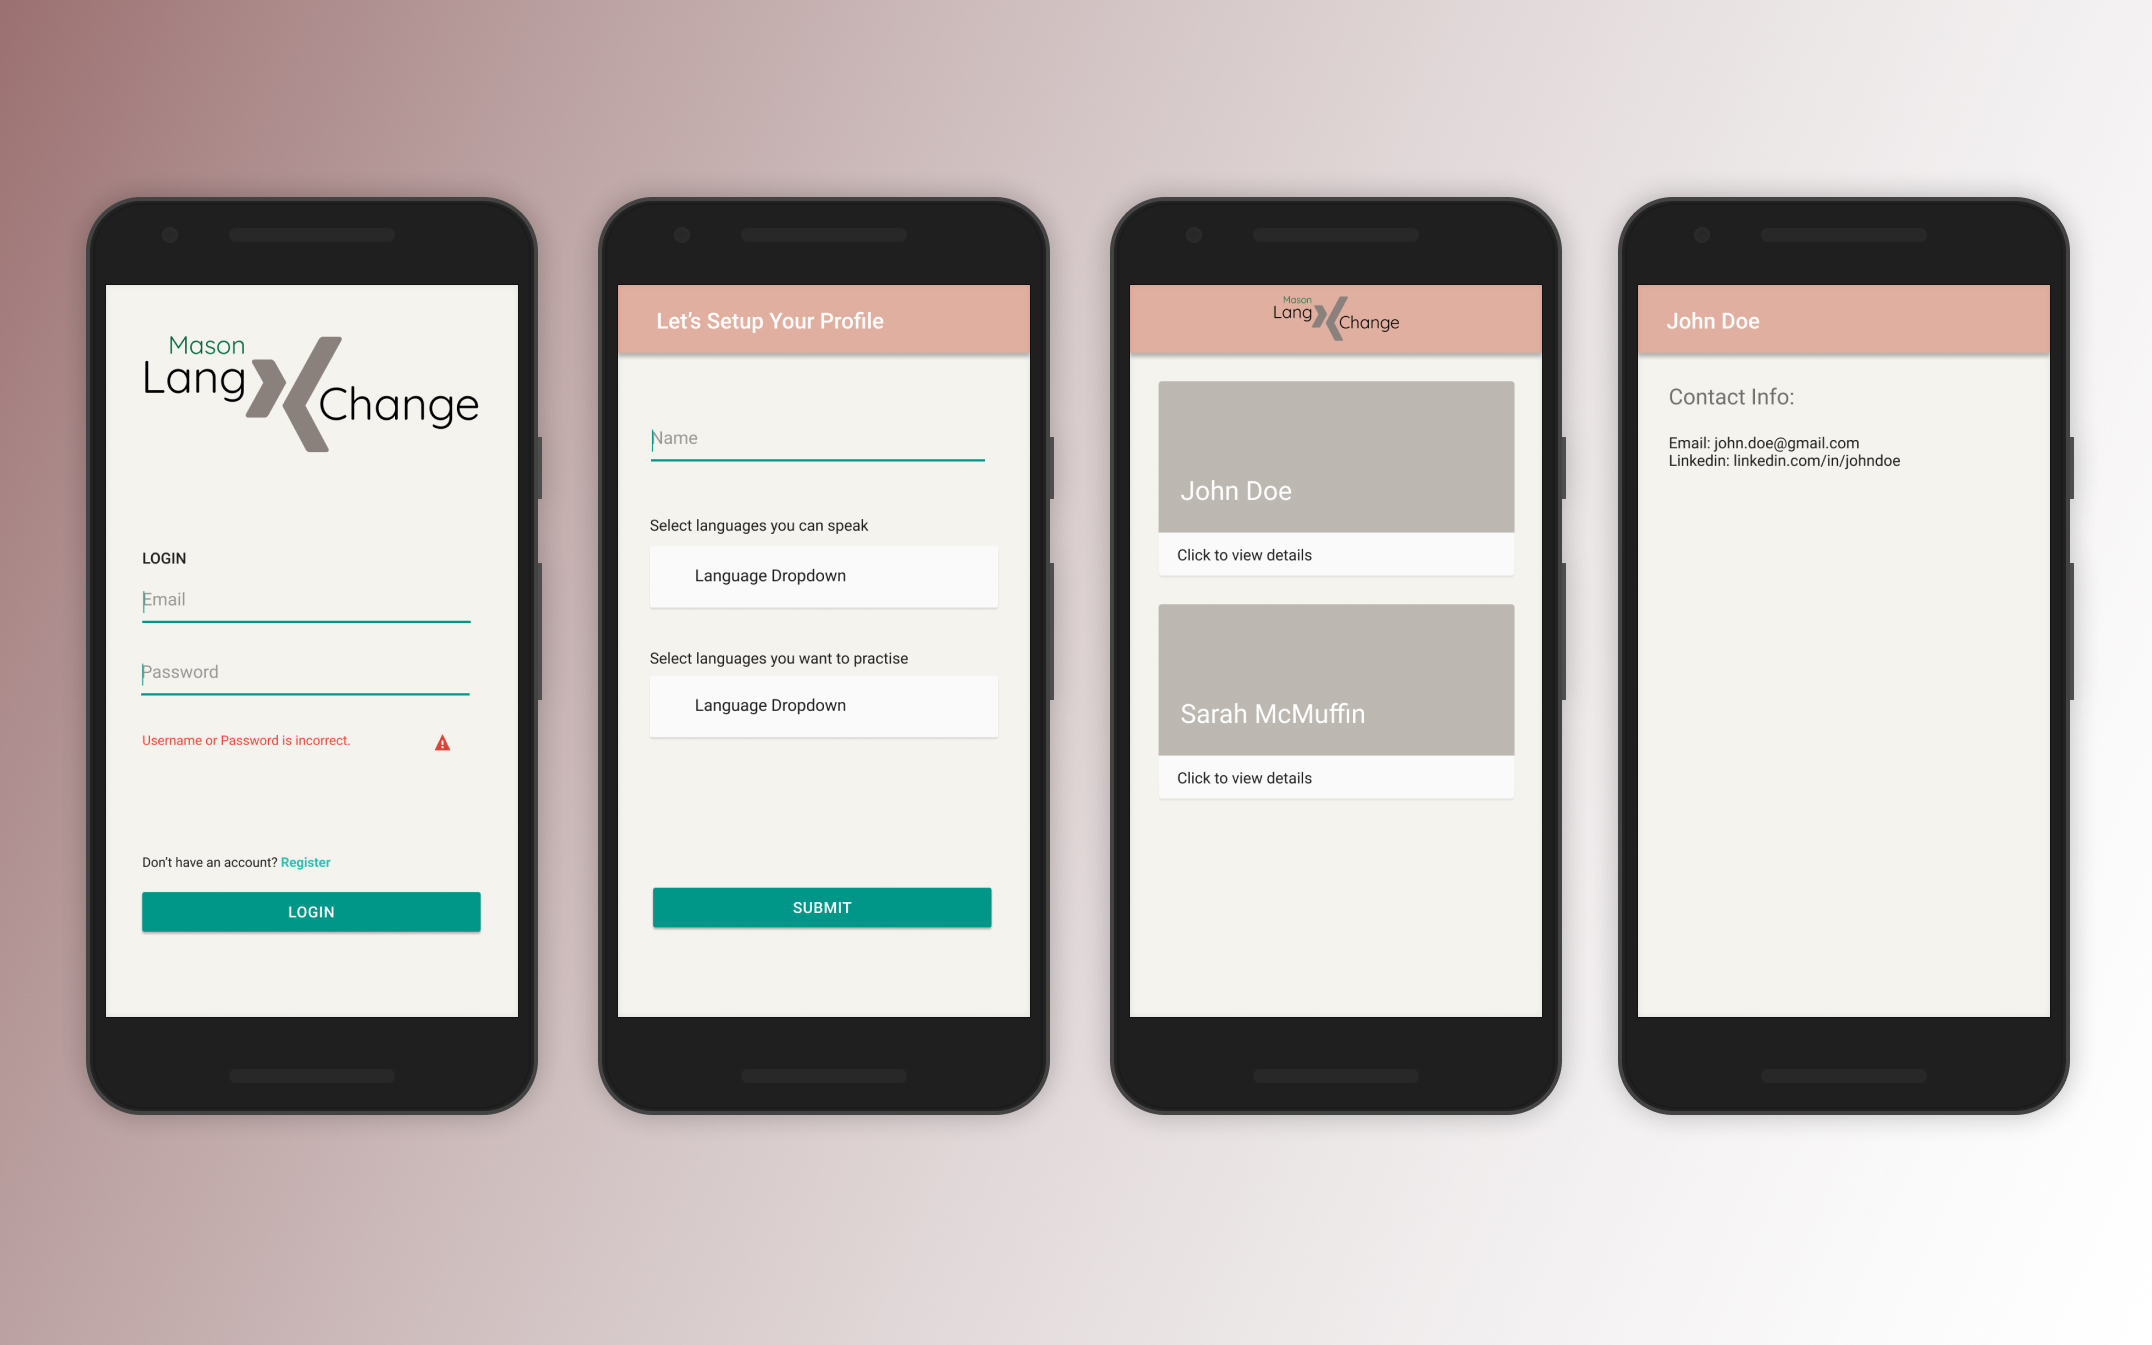 Mason
Lang
Change
LOGIN
Email
Password
Username or Password is incorrect.
Don't have an account? Register
LOGIN
Let's Setup Your Profile
Name
Select languages you can speak
Language Dropdown
Select languages you want to practise
Language Dropdown
SUBMIT
Mason
Lang
Change
John Doe
Click to view details
Sarah McMuffin
Click to view details
John Doe
Contact Info:
Email: john.doe@gmail.com
Linkedin: linkedin.com/in/johndoe